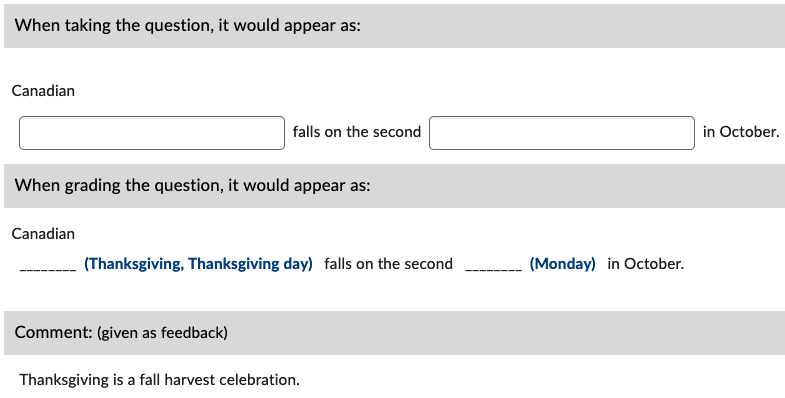 When taking the question, it would appear as:
Canadian
falls on the second in October.
When grading the question, it would appear as:
Canadian
________ (Thanksgiving, Thanksgiving day) falls on the second ________ (Monday) in October.
Comment: (given as feedback)
Thanksgiving is a fall harvest celebration.